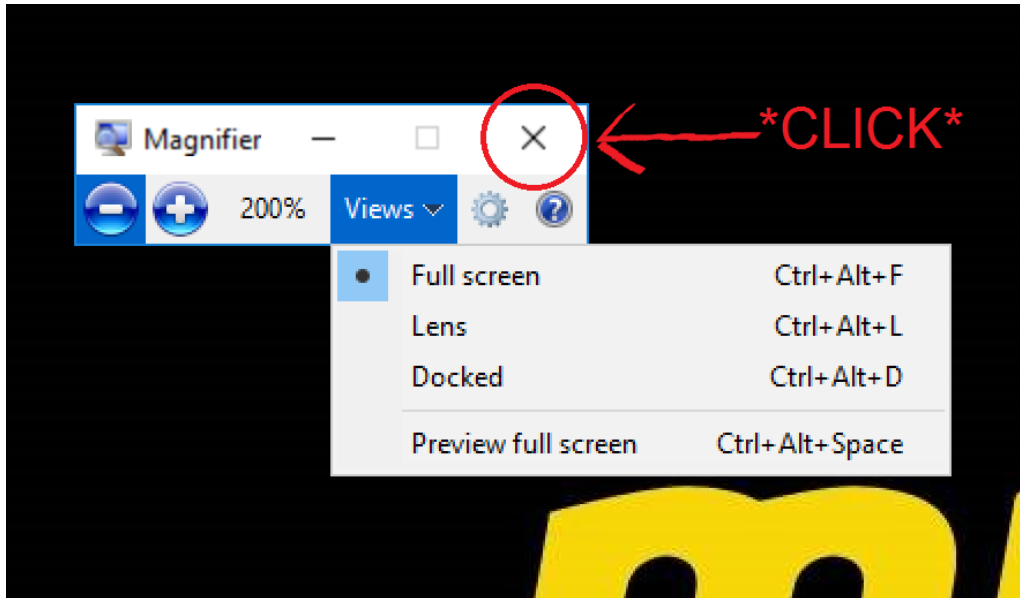 *CLICK*
Magnifier
200% Views
Full screen Ctrl+Alt+F
Lens Ctrl+Alt+L
Docked Ctrl+Alt+D
Preview full screen Ctrl+Alt+Space